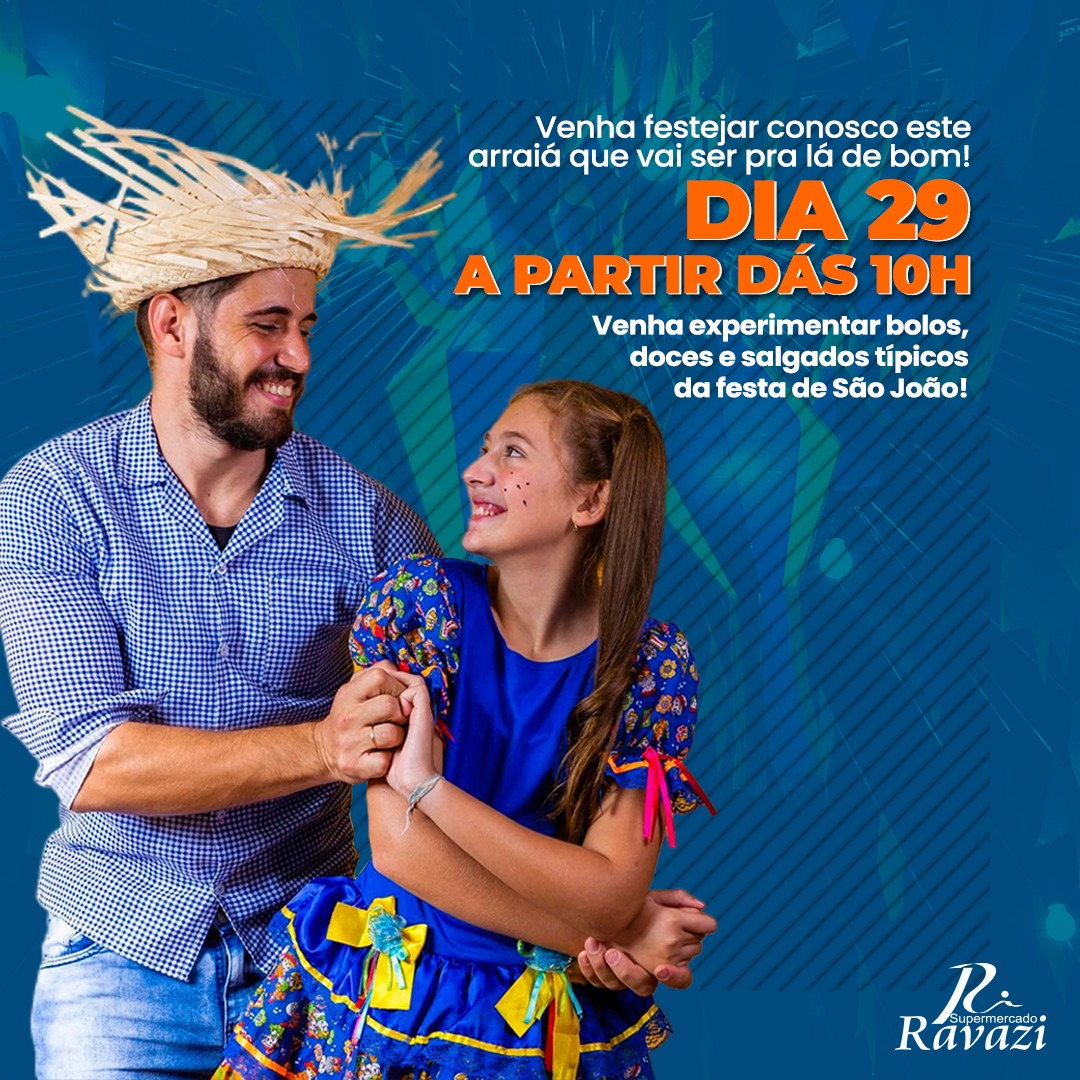 Venha festejar conosco este
arraiá que vai ser pra lá de bom!
DIA 29
A PARTIR DÁS 10H
Venha experimentar bolos,
doces e salgados típicos
da festa de São João!
R
Supermercado
Ravazi